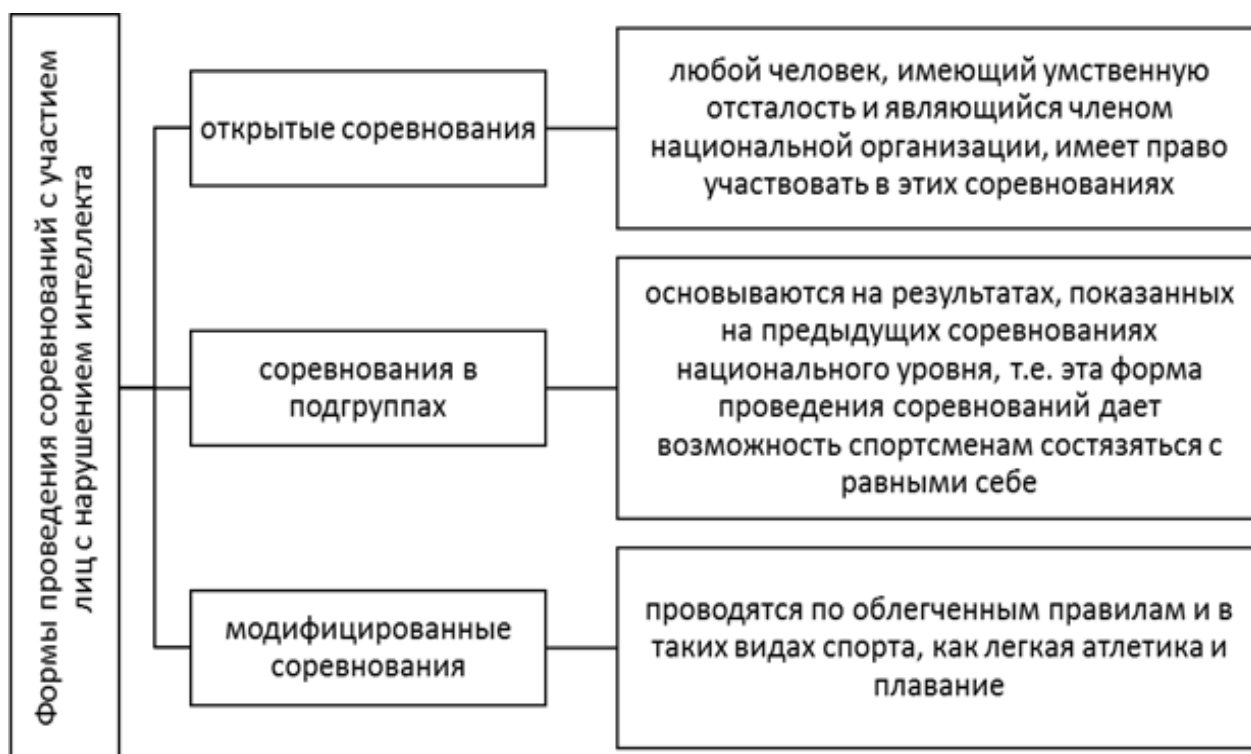 Формы проведения соревнований с участием
лиц с нарушением интеллекта
открытые соревнования
любой человек, имеющий умственную
отсталость и являющийся членом
национальной организации, имеет право
участвовать в этих соревнованиях
соревнования в
подгруппах
основываются на результатах, показанных
на предыдущих соревнованиях
национального уровня, т.е. эта форма
проведения соревнований дает
возможность спортсменам состязяться с
равными себе
модифицированные
соревнования
проводятся по облегченным правилам и в
таких видах спорта, как легкая атлетика и
плавание